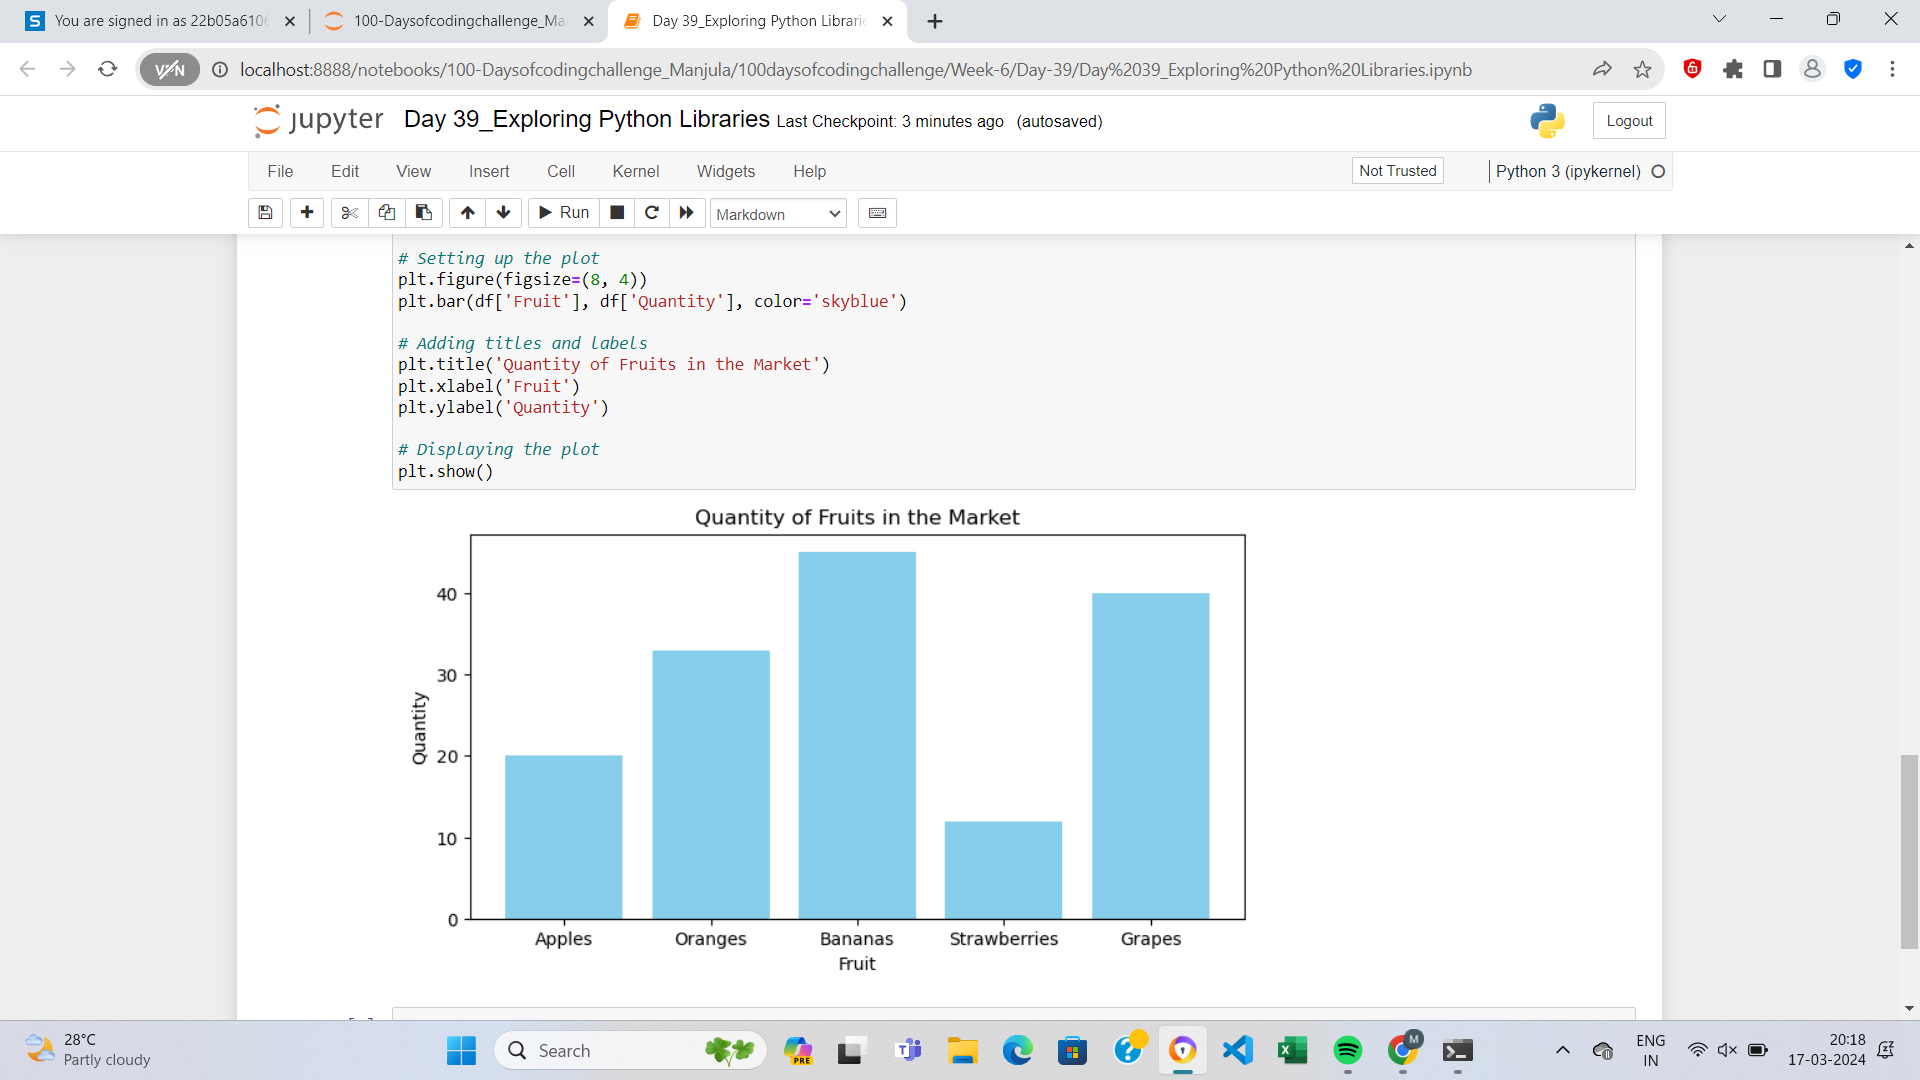 You are signed in as 22b05a610
100-Daysofcodingchallenge_Ma
Day 39_Exploring Python Librarie
VPN
localhost:8888/notebooks/100-Daysofcodingchallenge_Manjula/100daysofcodingchallenge/Week-6/Day-39/Day%2039_Exploring%20Python%20Libraries.ipynb
jupyter Day 39_Exploring Python Libraries Last Checkpoint: 3 minutes ago (autosaved)
Logout
File Edit View Insert Cell Kernel Widgets Help
Not Trusted
Python 3 (ipykernel)
Run
Markdown
# Setting up the plot
plt.figure(figsize=(8, 4))
plt.bar(df['Fruit'], df['Quantity'], color='skyblue')
# Adding titles and labels
plt.title('Quantity of Fruits in the Market')
plt.xlabel('Fruit')
plt.ylabel('Quantity')
# Displaying the plot
plt.show()
Quantity of Fruits in the Market
40
30
20
10
0
Quantity
Apples Oranges Bananas Strawberries Grapes
Fruit
28°C
Partly cloudy
Search
PRE
M
ENG
IN
20:18
17-03-2024